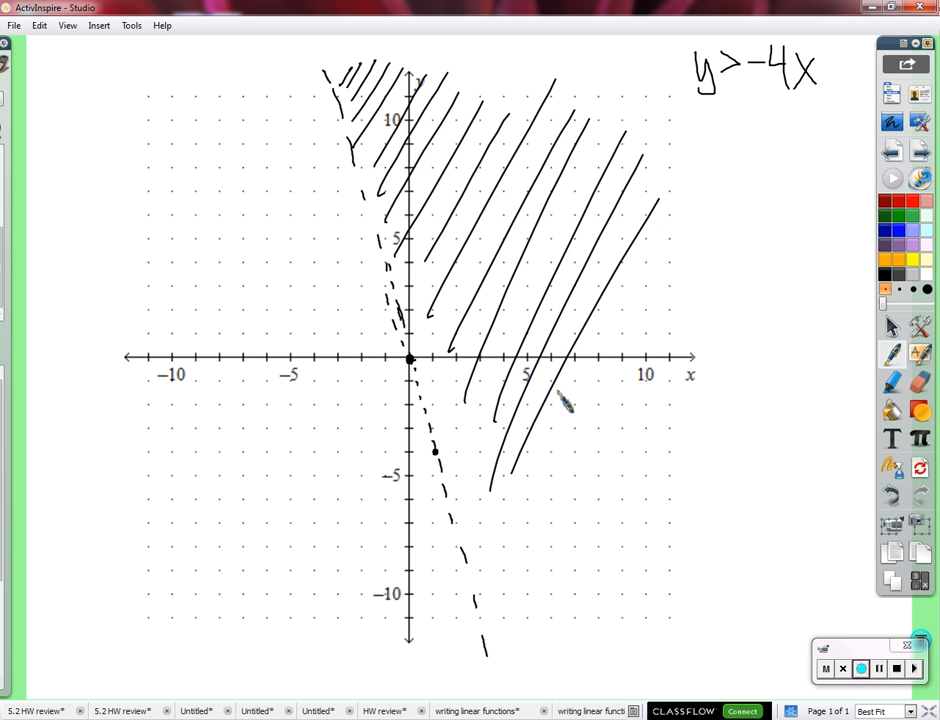 ActivInspire - Studio
File Edit View Insert Tools Help
y > -4x
y
10
5
-10 -5 5 10 x
-5
-10
T π
M
5.2 HW review* 5.2 HW review* Untitled* Untitled* Untitled* HW review* writing linear functions* writing linear functi CLASSFLOW Connect Page 1 of 1 Best Fit